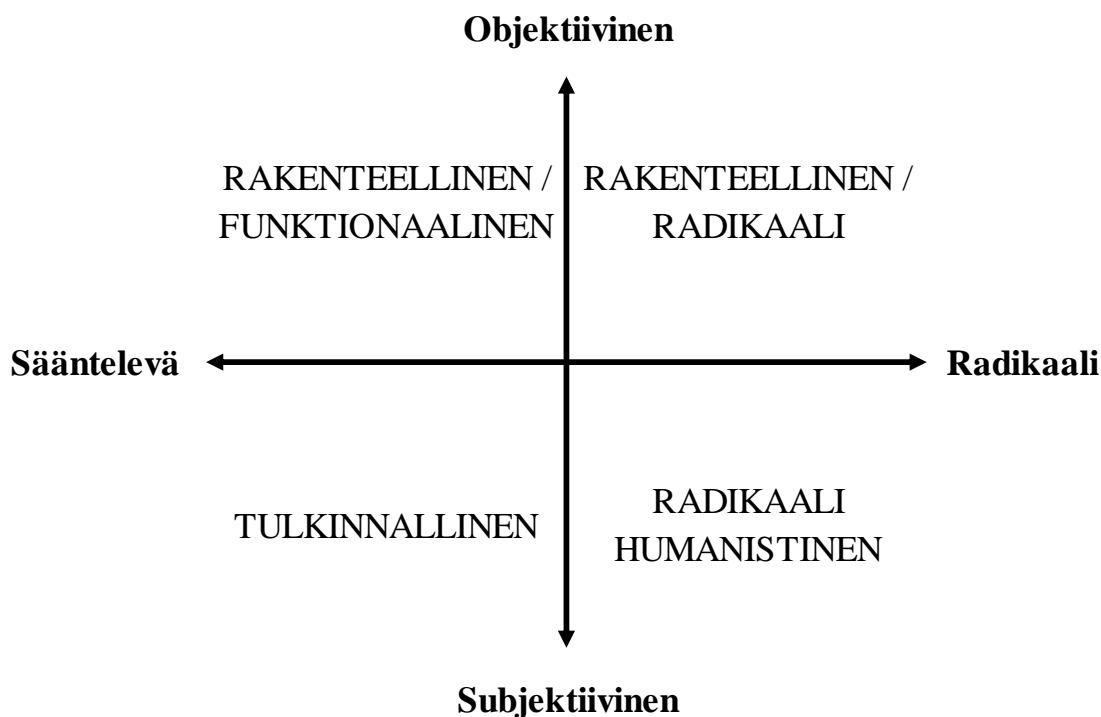 Objektiivinen
RAKENTEELLINEN /
FUNKTIONAALINEN
RAKENTEELLINEN /
RADIKAALI
Sääntelevä
Radikaali
TULKINNALLINEN
RADIKAALI
HUMANISTINEN
Subjektiivinen